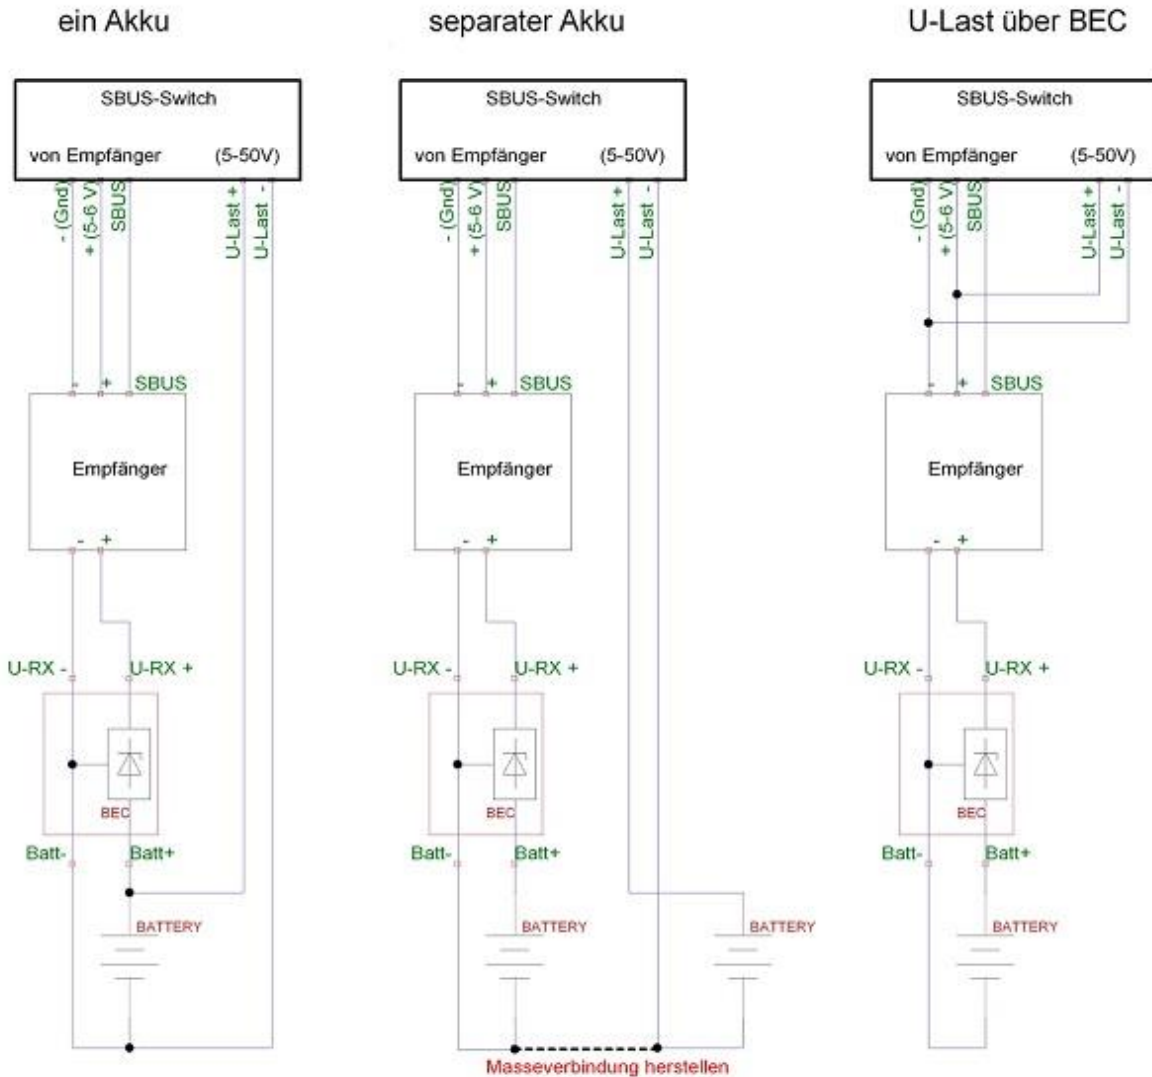 ein Akku
SBUS-Switch
von Empfänger (5-50V)
- (Gnd)
+ (5-6 V)
SBUS
U-Last +
U-Last -
- + SBUS
Empfänger
- +
U-RX - U-RX +
BEC
Batt- Batt+
BATTERY
separater Akku
SBUS-Switch
von Empfänger (5-50V)
- (Gnd)
+ (5-6 V)
SBUS
U-Last +
U-Last -
- + SBUS
Empfänger
- +
U-RX - U-RX +
BEC
Batt- Batt+
BATTERY BATTERY
Masseverbindung herstellen
U-Last über BEC
SBUS-Switch
von Empfänger (5-50V)
- (Gnd)
+ (5-6 V)
SBUS
U-Last +
U-Last -
- + SBUS
Empfänger
- +
U-RX - U-RX +
BEC
Batt- Batt+
BATTERY